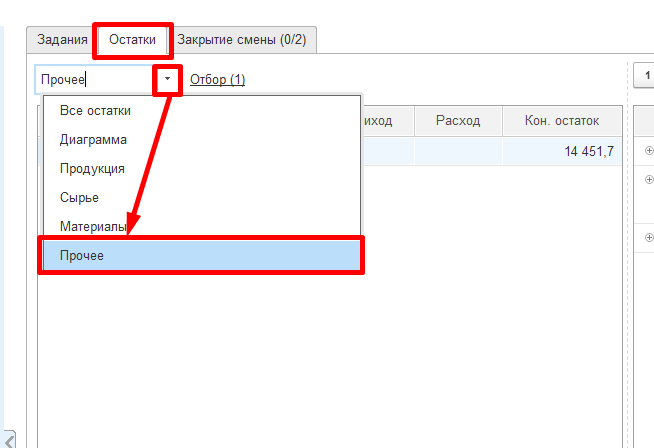 Задания Остатки Закрытие смены (0/2)
Прочее Отбор (1) 1
иход Расход Кон. остаток
14 451,7
Все остатки
Диаграмма
Продукция
Сырье
Материалы
Прочее